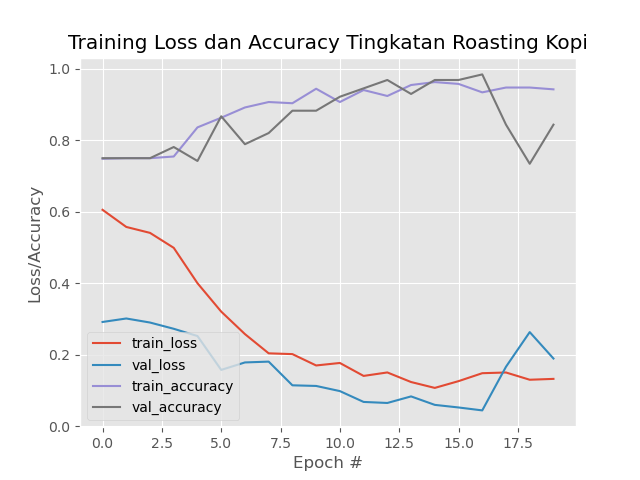 Training Loss dan Accuracy Tingkatan Roasting Kopi
1.0
0.8
0.6
0.4
0.2
0.0
Loss/Accuracy
train_loss
val_loss
train_accuracy
val_accuracy
0.0 2.5 5.0 7.5 10.0 12.5 15.0 17.5
Epoch #